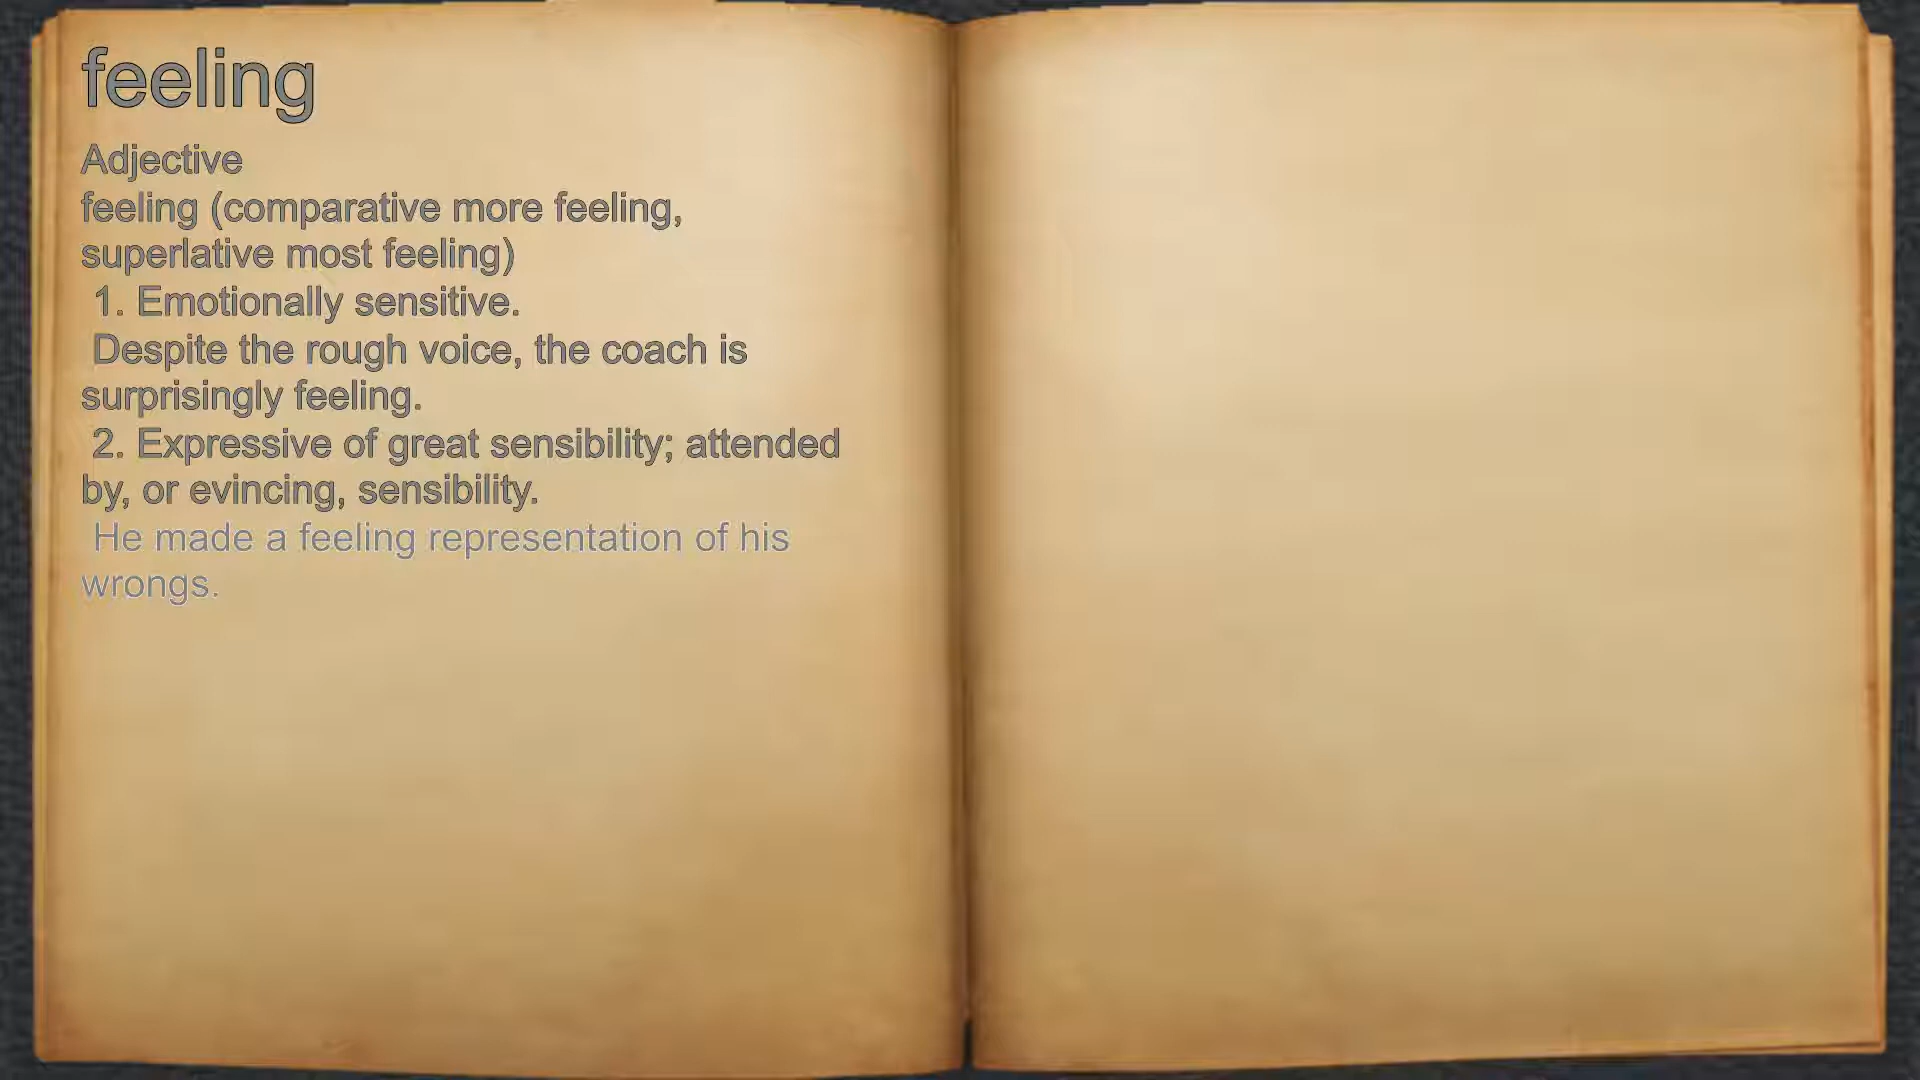 feeling
Adjective
feeling (comparative more feeling,
superlative most feeling)
1. Emotionally sensitive.
Despite the rough voice, the coach is
surprisingly feeling.
2. Expressive of great sensibility; attended
by, or evincing, sensibility.
He made a feeling representation of his
wrongs.